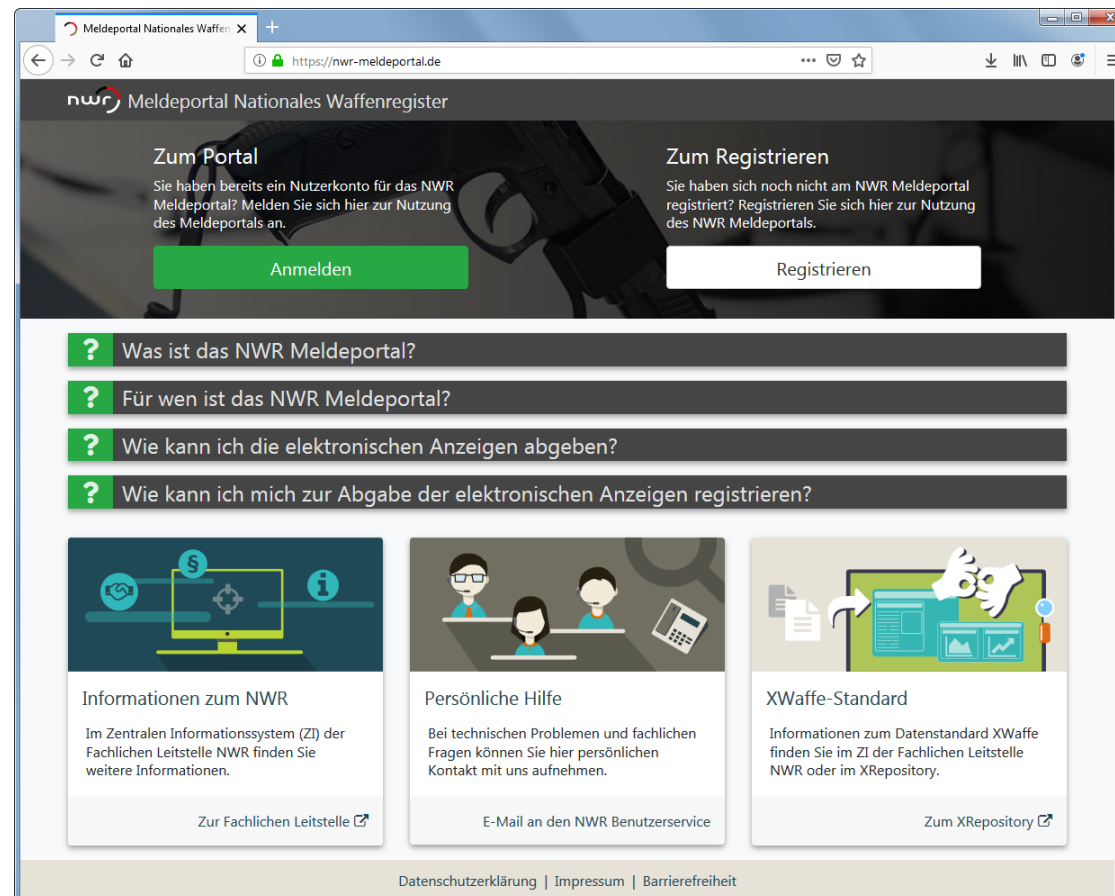 Meldeportal Nationales Waffen
https://nwr-meldeportal.de
nwr Meldeportal Nationales Waffenregister
Zum Portal
Sie haben bereits ein Nutzerkonto für das NWR
Meldeportal? Melden Sie sich hier zur Nutzung
des Meldeportals an.
Anmelden
Zum Registrieren
Sie haben sich noch nicht am NWR Meldeportal
registriert? Registrieren Sie sich hier zur Nutzung
des NWR Meldeportals.
Registrieren
? Was ist das NWR Meldeportal?
? Für wen ist das NWR Meldeportal?
? Wie kann ich die elektronischen Anzeigen abgeben?
? Wie kann ich mich zur Abgabe der elektronischen Anzeigen registrieren?
§
i
Informationen zum NWR
Im Zentralen Informationssystem (ZI) der
Fachlichen Leitstelle NWR finden Sie
weitere Informationen.
Zur Fachlichen Leitstelle
Persönliche Hilfe
Bei technischen Problemen und fachlichen
Fragen können Sie hier persönlichen
Kontakt mit uns aufnehmen.
E-Mail an den NWR Benutzerservice
XWaffe-Standard
Informationen zum Datenstandard XWaffe
finden Sie im ZI der Fachlichen Leitstelle
NWR oder im XRepository.
Zum XRepository
Datenschutzerklärung | Impressum | Barrierefreiheit